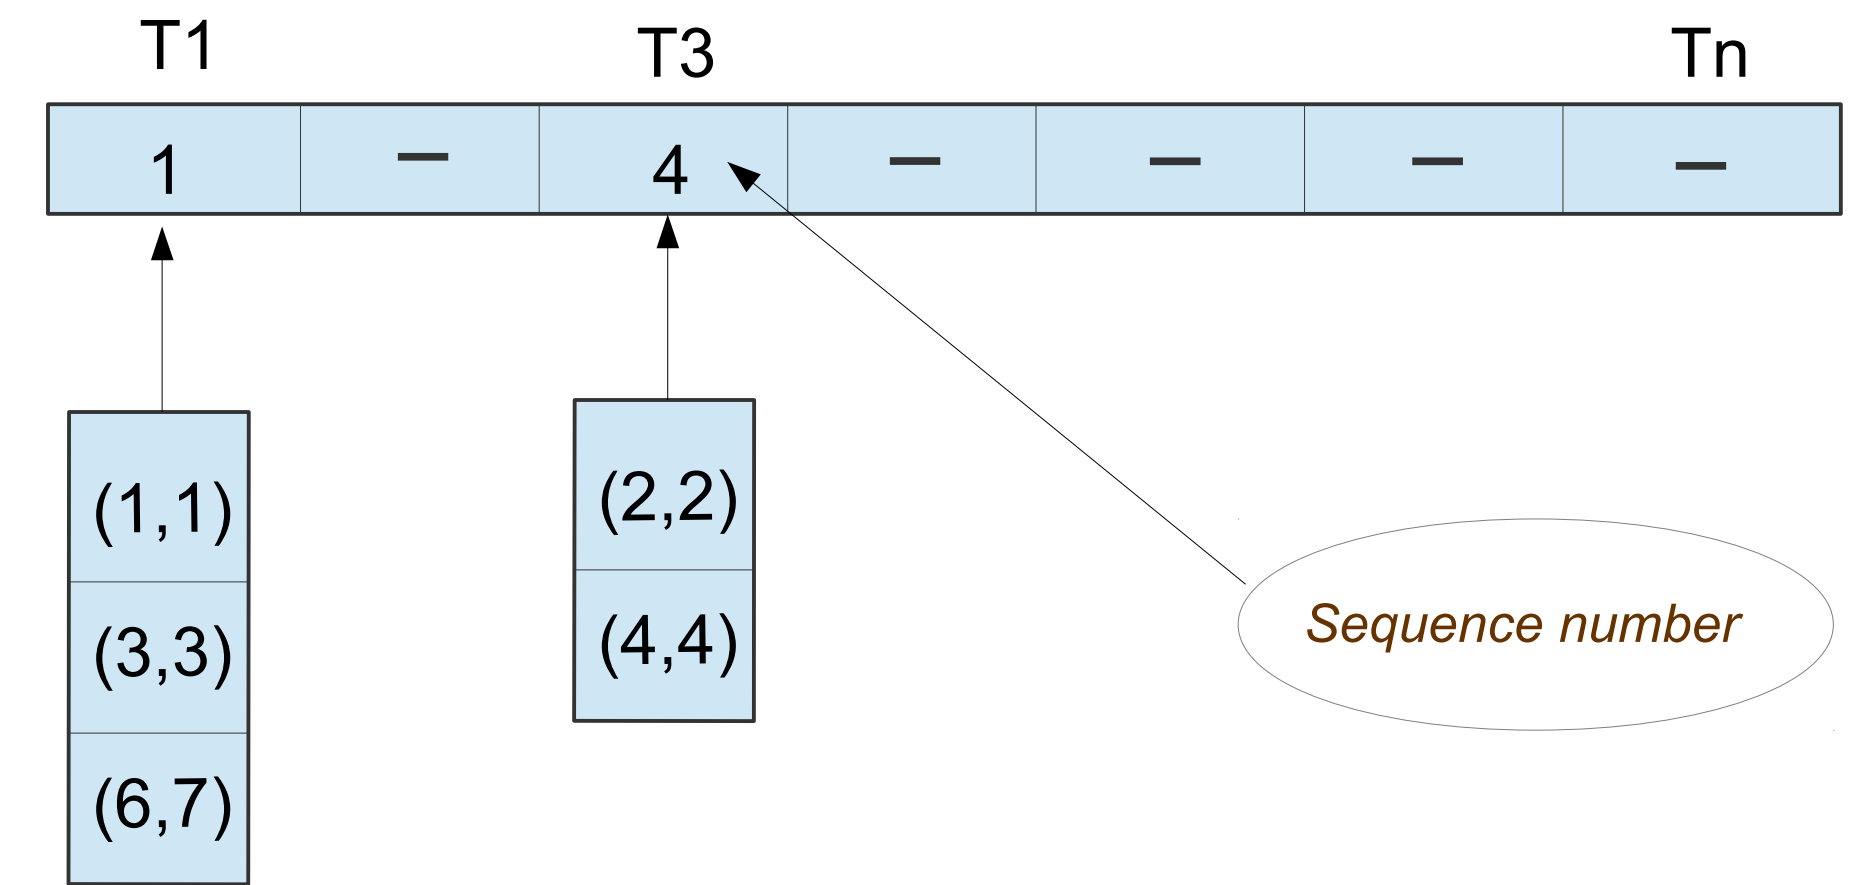 T1 T3 Tn
1 – 4 – – – –
(1,1) (2,2)
(3,3) (4,4)
(6,7)
Sequence number